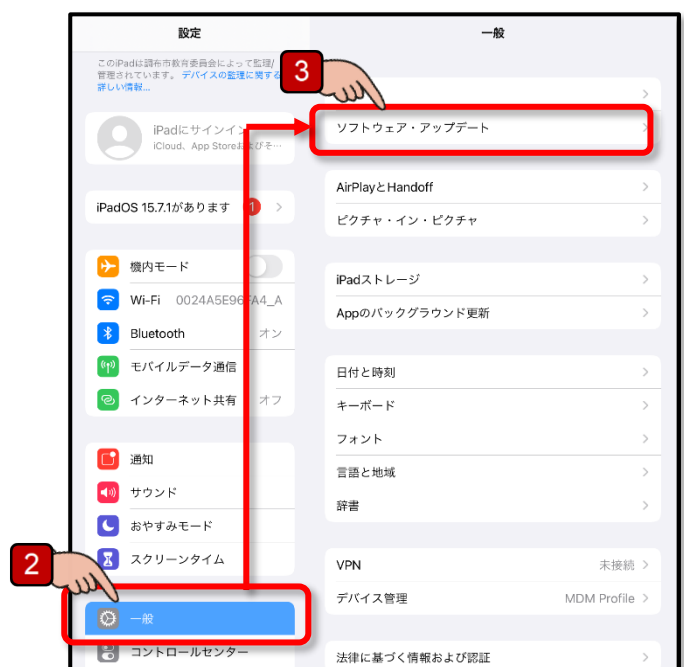 設定
一般
このiPadは調布市教育委員会によって監理/
管理されています。デバイスの監理に関する
詳しい情報...
3
iPadにサインイン
iCloud、App Storeおよびそ…
ソフトウェア・アップデート
iPadOS 15.7.1があります
AirPlayとHandoff
ピクチャ・イン・ピクチャ
機内モード
Wi-Fi 0024A5E96FA4_A
Bluetooth オン
モバイルデータ通信
インターネット共有 オフ
iPadストレージ
Appのバックグラウンド更新
日付と時刻
キーボード
フォント
言語と地域
辞書
通知
サウンド
おやすみモード
スクリーンタイム
2
一般
コントロールセンター
VPN 未接続
デバイス管理 MDM Profile
法律に基づく情報および認証